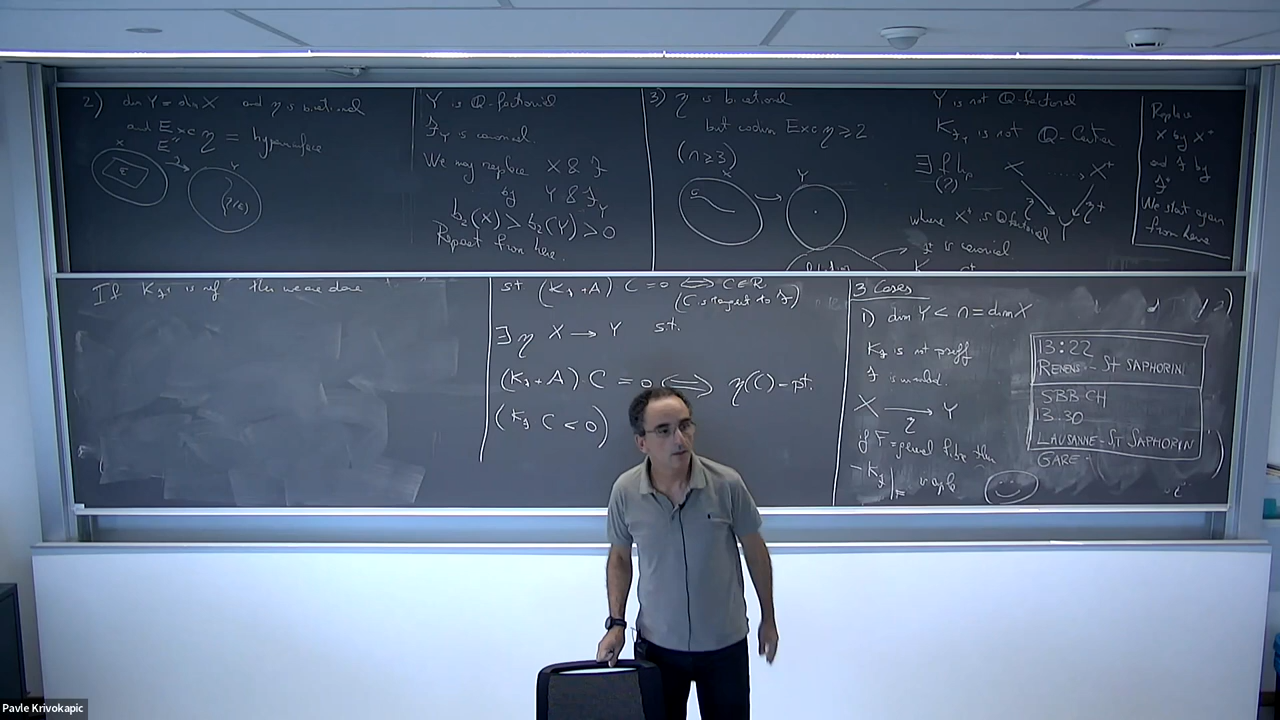 2) dim Y = dim X and η is birational
and Exc η = hypersurface
E"
X
E
η
Y
η(E)
Y is Q-factorial
F_Y is canonical.
We may replace X & F
by Y & F_Y
b₂(X) > b₂(Y) > 0
Repeat from here.
3) η is birational
but codim Exc η ≥ 2
(n ≥ 3)
X
Y
Y is not Q-factorial
K_{F_Y} is not Q-Cartier
∃ flip
(?)
X ......> X⁺
η
η⁺
Y
where X⁺ is Q factorial
F⁺ is canonical
Replace
X by X⁺
and F by
F⁺
We start again
from here
If K_F is nef then we are done
st (K_F + A) C = 0 ⟺ C ∈ R
(C is tangent to F)
∃ η X → Y st.
(K_F + A) C = 0 ⟺ η(C) - pt.
(K_F C < 0)
3 Cases
1) dim Y < n = dim X
K_F is not pseff
F is uniruled.
X → Y
η
if F = general fibre then
-K_F|_F is ample
13:22
RENENS - ST SAPHORIN
SBB CH
13.30
LAUSANNE - ST SAPHORIN
GARE
Pavle Krivokapic